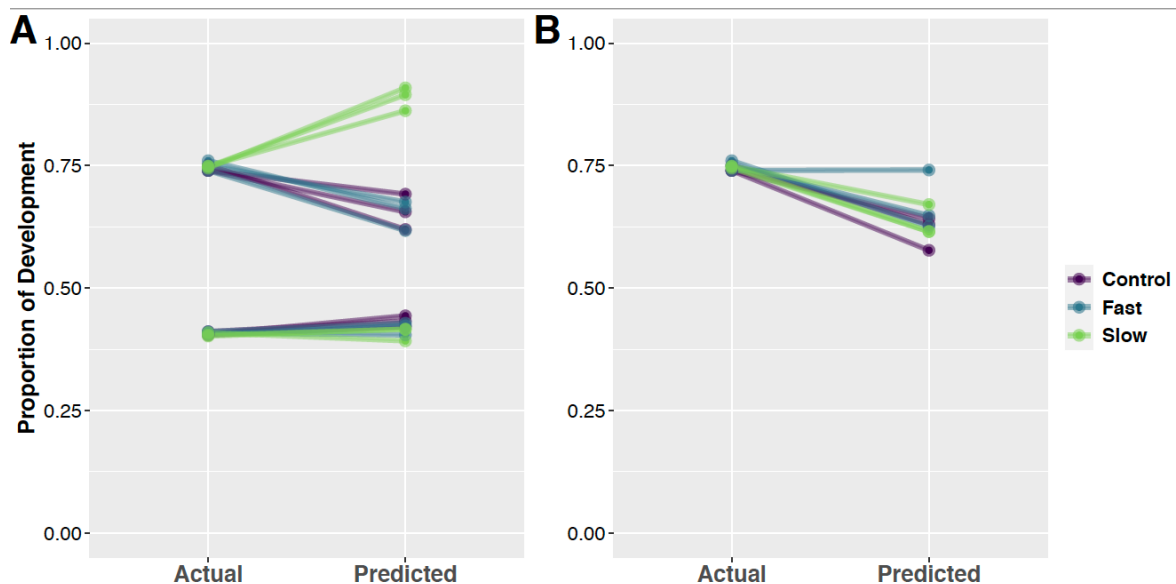 A
B
Proportion of Development
1.00
0.75
0.50
0.25
0.00
Actual
Predicted
1.00
0.75
0.50
0.25
0.00
Actual
Predicted
Control
Fast
Slow